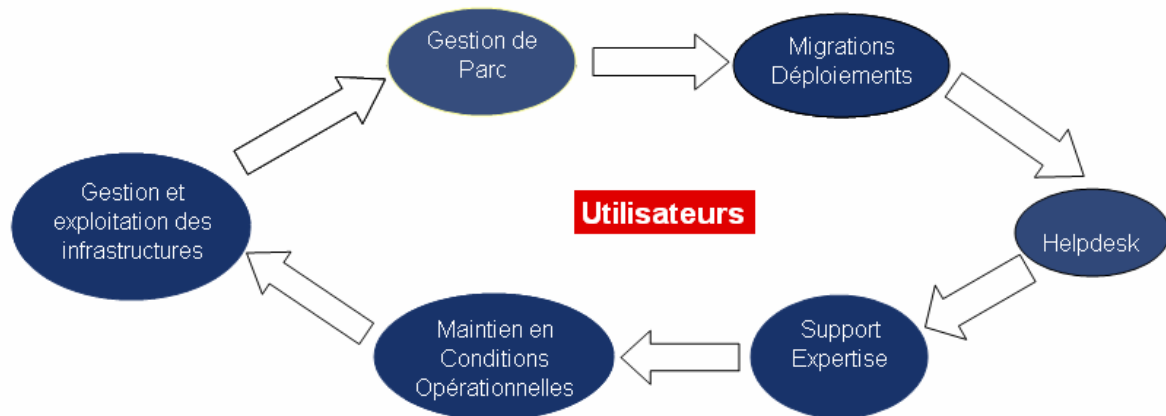 Gestion de
Parc
Migrations
Déploiements
Gestion et
exploitation des
infrastructures
Utilisateurs
Helpdesk
Maintien en
Conditions
Opérationnelles
Support
Expertise